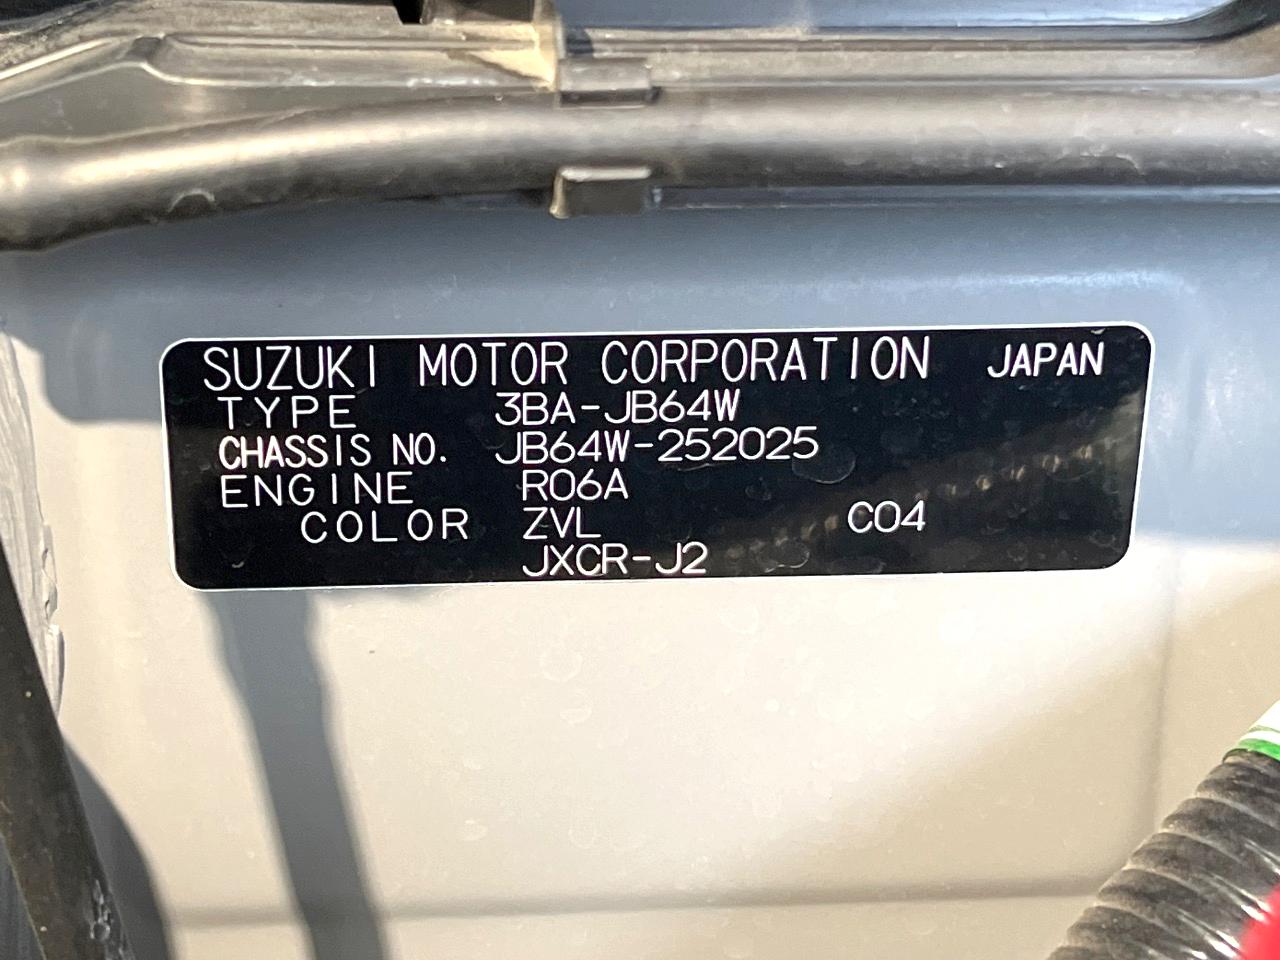 SUZUKI MOTOR CORPORATION JAPAN
TYPE 3BA-JB64W
CHASSIS NO. JB64W-252025
ENGINE R06A
COLOR ZVL C04
JXCR-J2